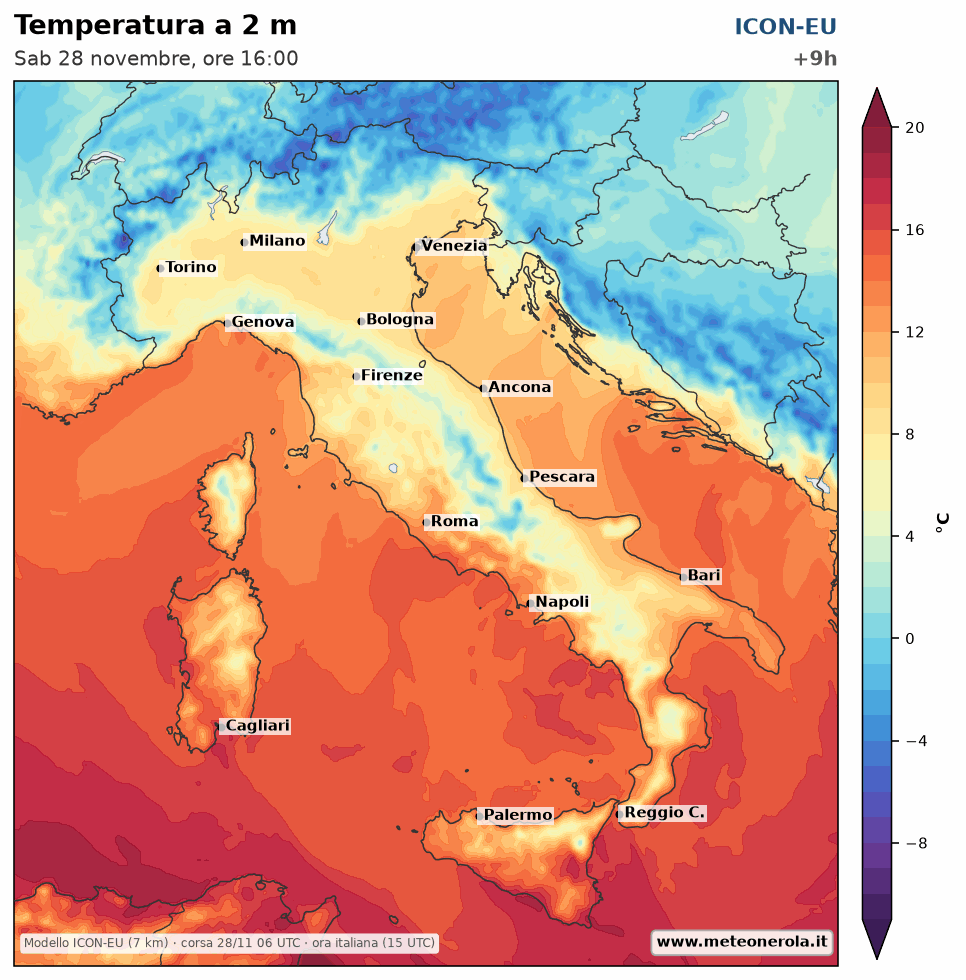 Temperatura a 2 m
ICON-EU
Sab 28 novembre, ore 16:00
+9h
20
16
12
8
4
0
−4
−8
°C
Milano
Venezia
Torino
Genova
Bologna
Firenze
Ancona
Pescara
Roma
Bari
Napoli
Cagliari
Palermo
Reggio C.
Modello ICON-EU (7 km) · corsa 28/11 06 UTC · ora italiana (15 UTC)
www.meteonerola.it